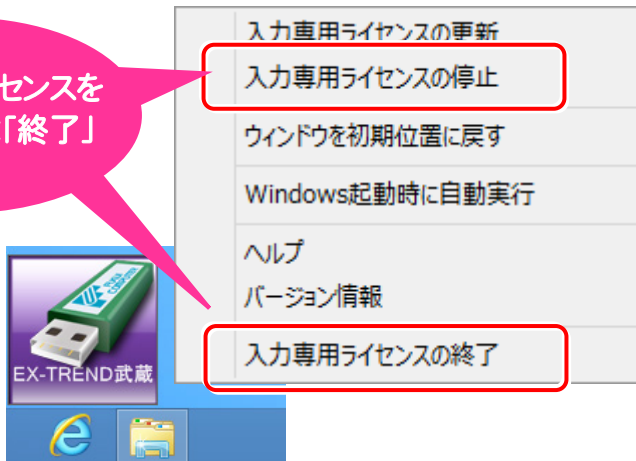 入力専用ライセンスの更新
センスを
「終了」
入力専用ライセンスの停止
ウィンドウを初期位置に戻す
Windows起動時に自動実行
ヘルプ
バージョン情報
入力専用ライセンスの終了
FUKUI COMPUTER
EX-TREND武蔵